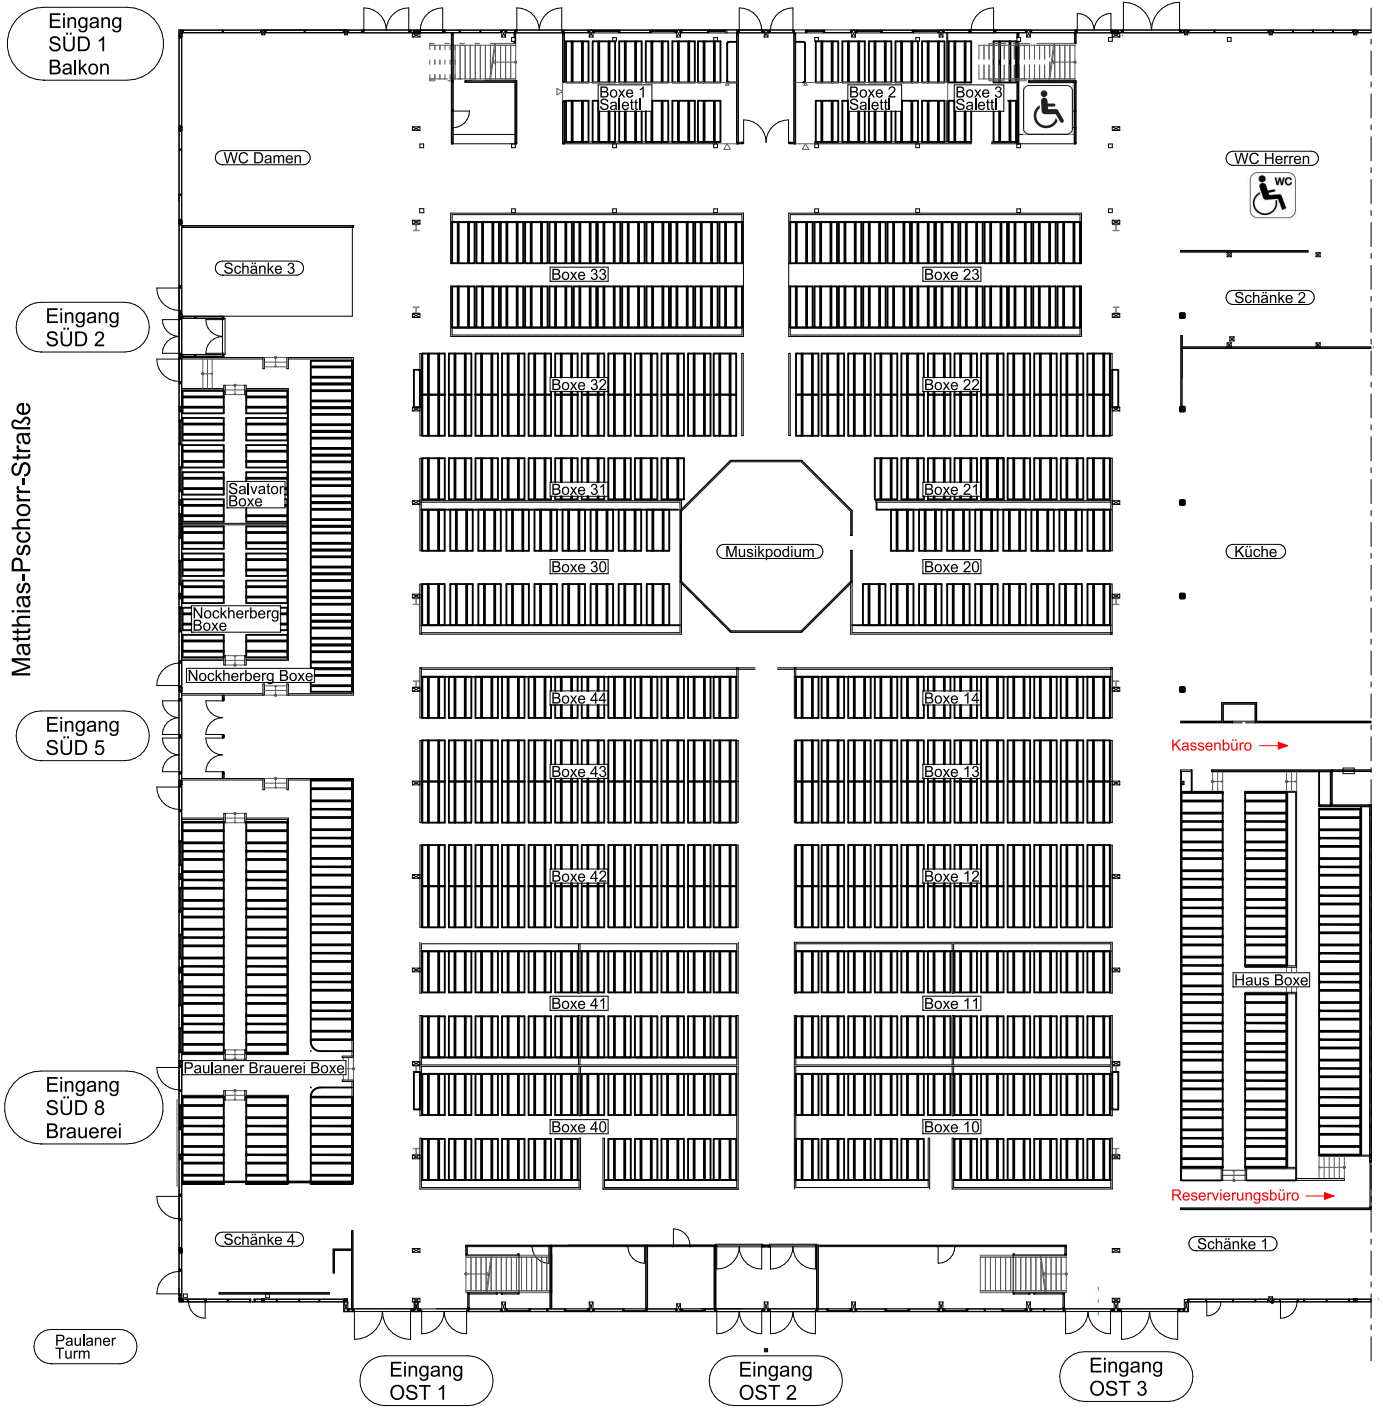 Eingang
SÜD 1
Balkon
Boxe 1
Salettl
Boxe 2
Salettl
Boxe 3
Salettl
WC Damen
WC Herren
WC
Schänke 3
Boxe 33
Boxe 23
Schänke 2
Eingang
SÜD 2
Boxe 32
Boxe 22
Matthias-Pschorr-Straße
Salvator
Boxe
Boxe 31
Boxe 21
Musikpodium
Küche
Boxe 30
Boxe 20
Nockherberg
Boxe
Nockherberg Boxe
Boxe 44
Boxe 14
Eingang
SÜD 5
Kassenbüro
Boxe 43
Boxe 13
Boxe 42
Boxe 12
Haus Boxe
Boxe 41
Boxe 11
Paulaner Brauerei Boxe
Eingang
SÜD 8
Brauerei
Boxe 40
Boxe 10
Reservierungsbüro
Schänke 4
Schänke 1
Paulaner
Turm
Eingang
OST 1
Eingang
OST 2
Eingang
OST 3